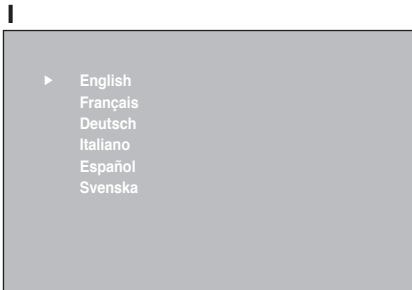 I
English
Français
Deutsch
Italiano
Español
Svenska